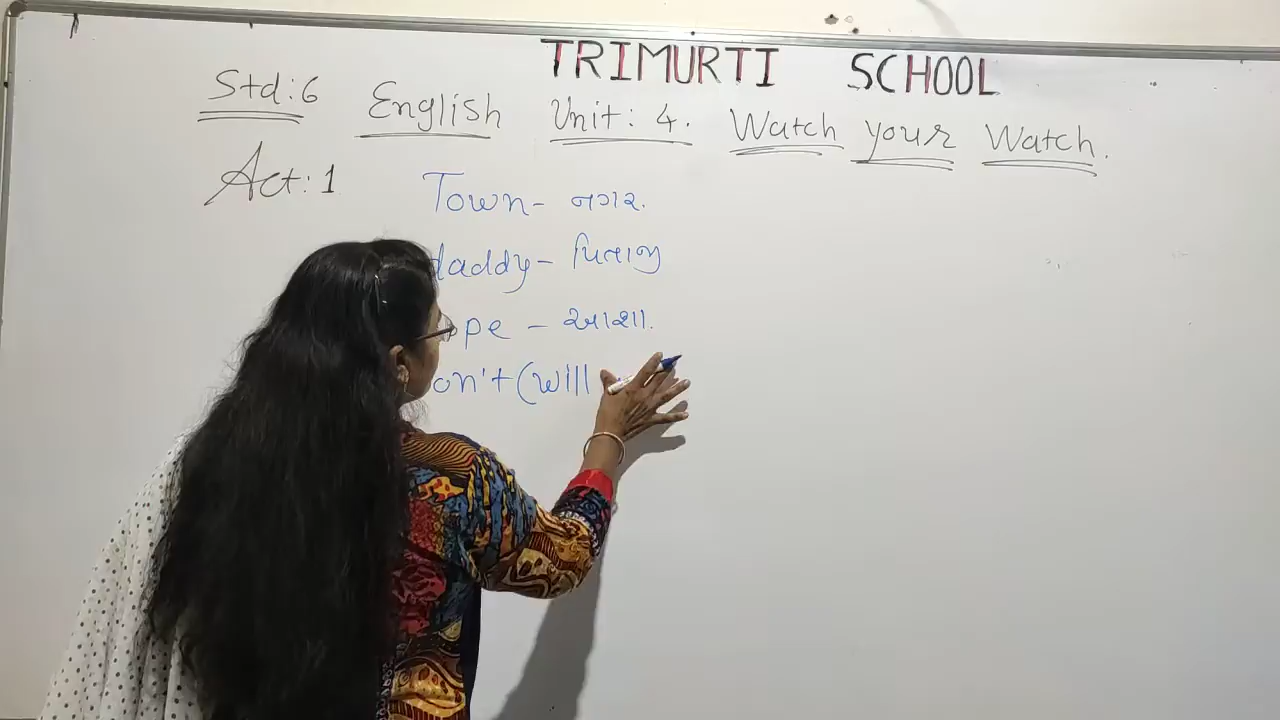 TRIMURTI SCHOOL
Std:6 English Unit: 4. Watch your Watch.
Act:1
Town- નગર.
daddy- પિતાજી
pe - આશા.
on't (will